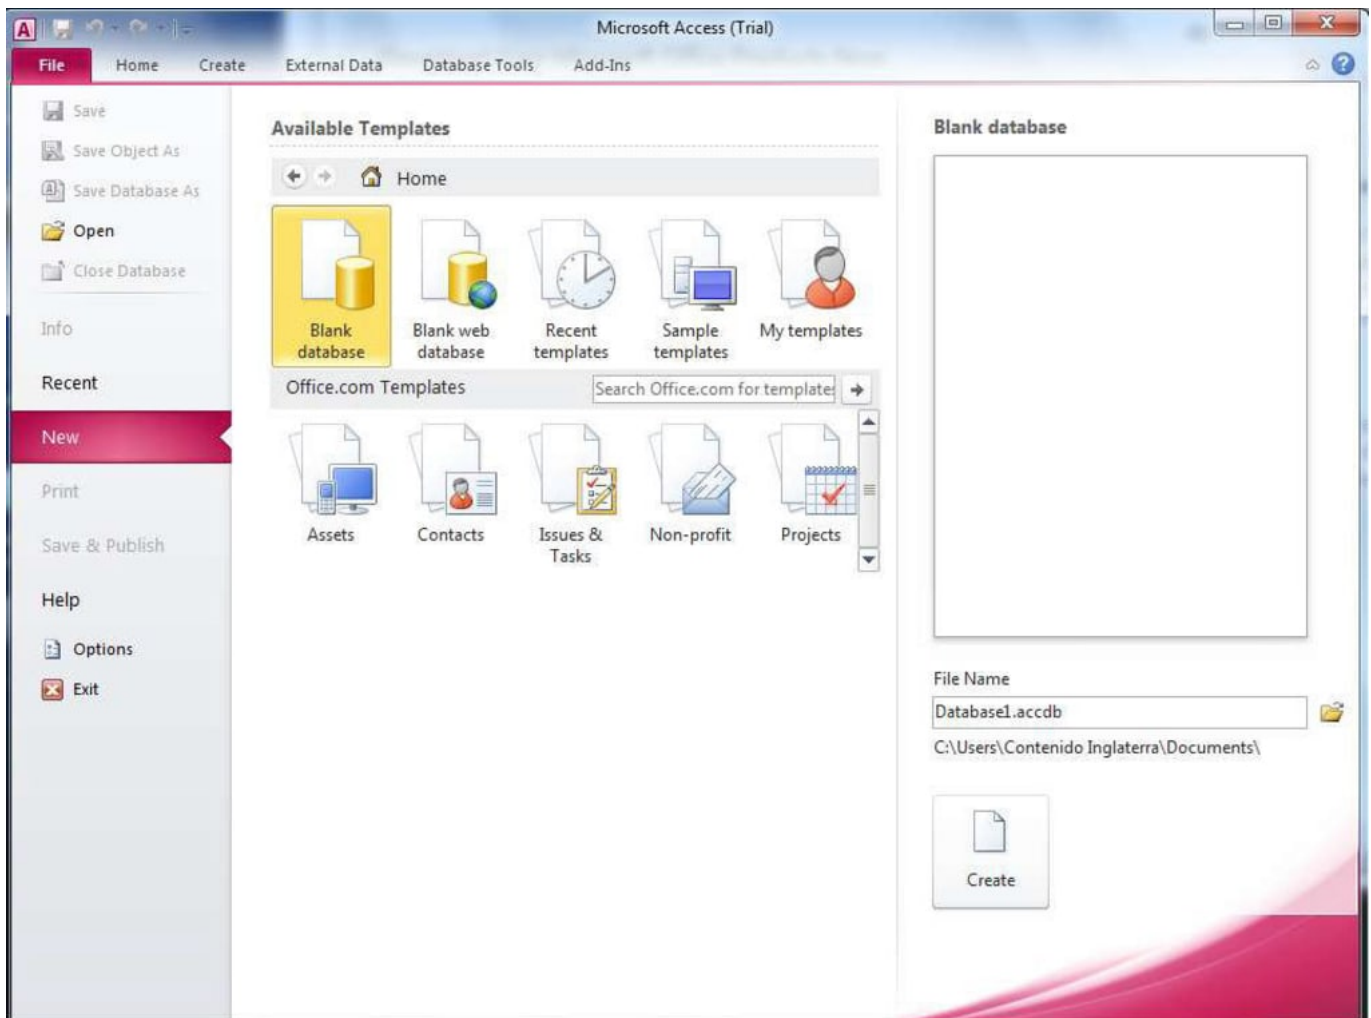 A
Microsoft Access (Trial)
File Home Create External Data Database Tools Add-Ins
Save
Save Object As
Save Database As
Open
Close Database
Info
Recent
New
Print
Save & Publish
Help
Options
Exit
Available Templates
Home
Blank database
Blank web database
Recent templates
Sample templates
My templates
Office.com Templates
Search Office.com for template
Assets
Contacts
Issues & Tasks
Non-profit
Projects
Blank database
File Name
Database1.accdb
C:\Users\Contenido Inglaterra\Documents\
Create